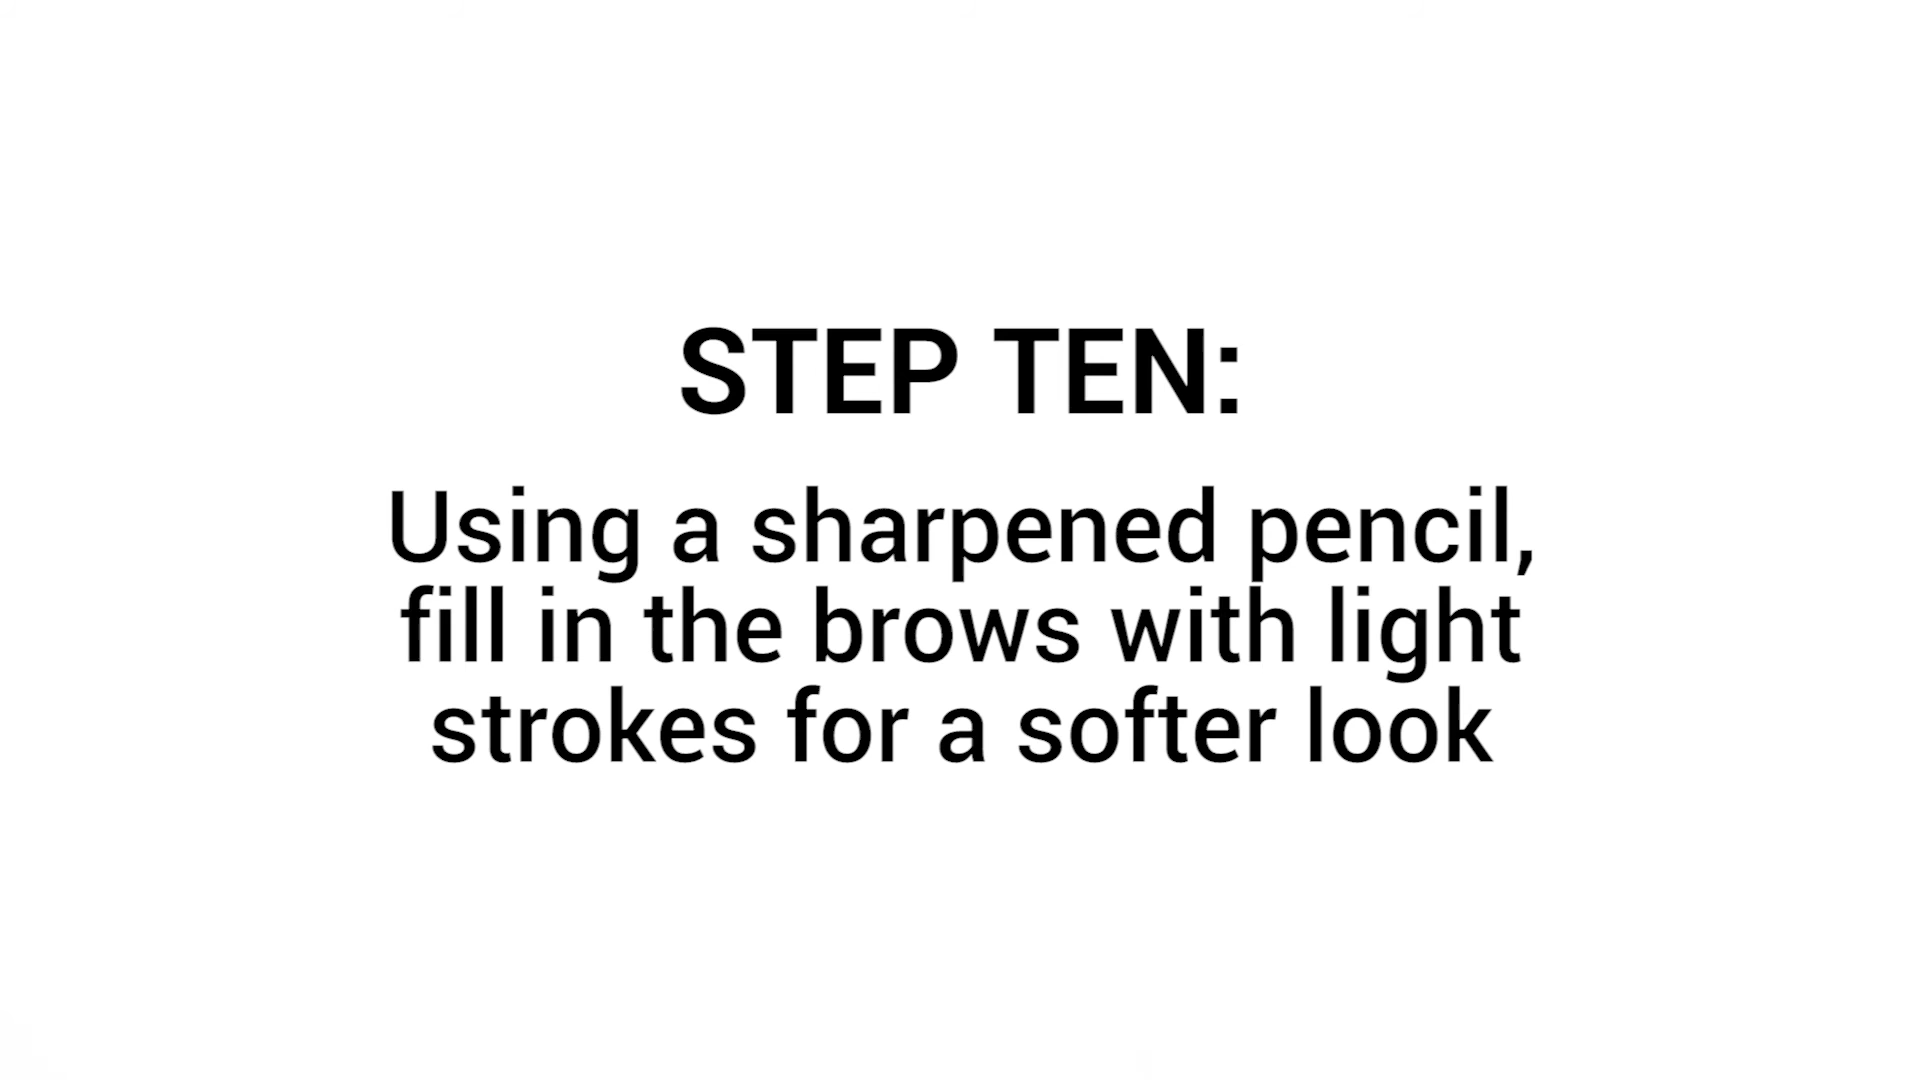 STEP TEN:
Using a sharpened pencil,
fill in the brows with light
strokes for a softer look